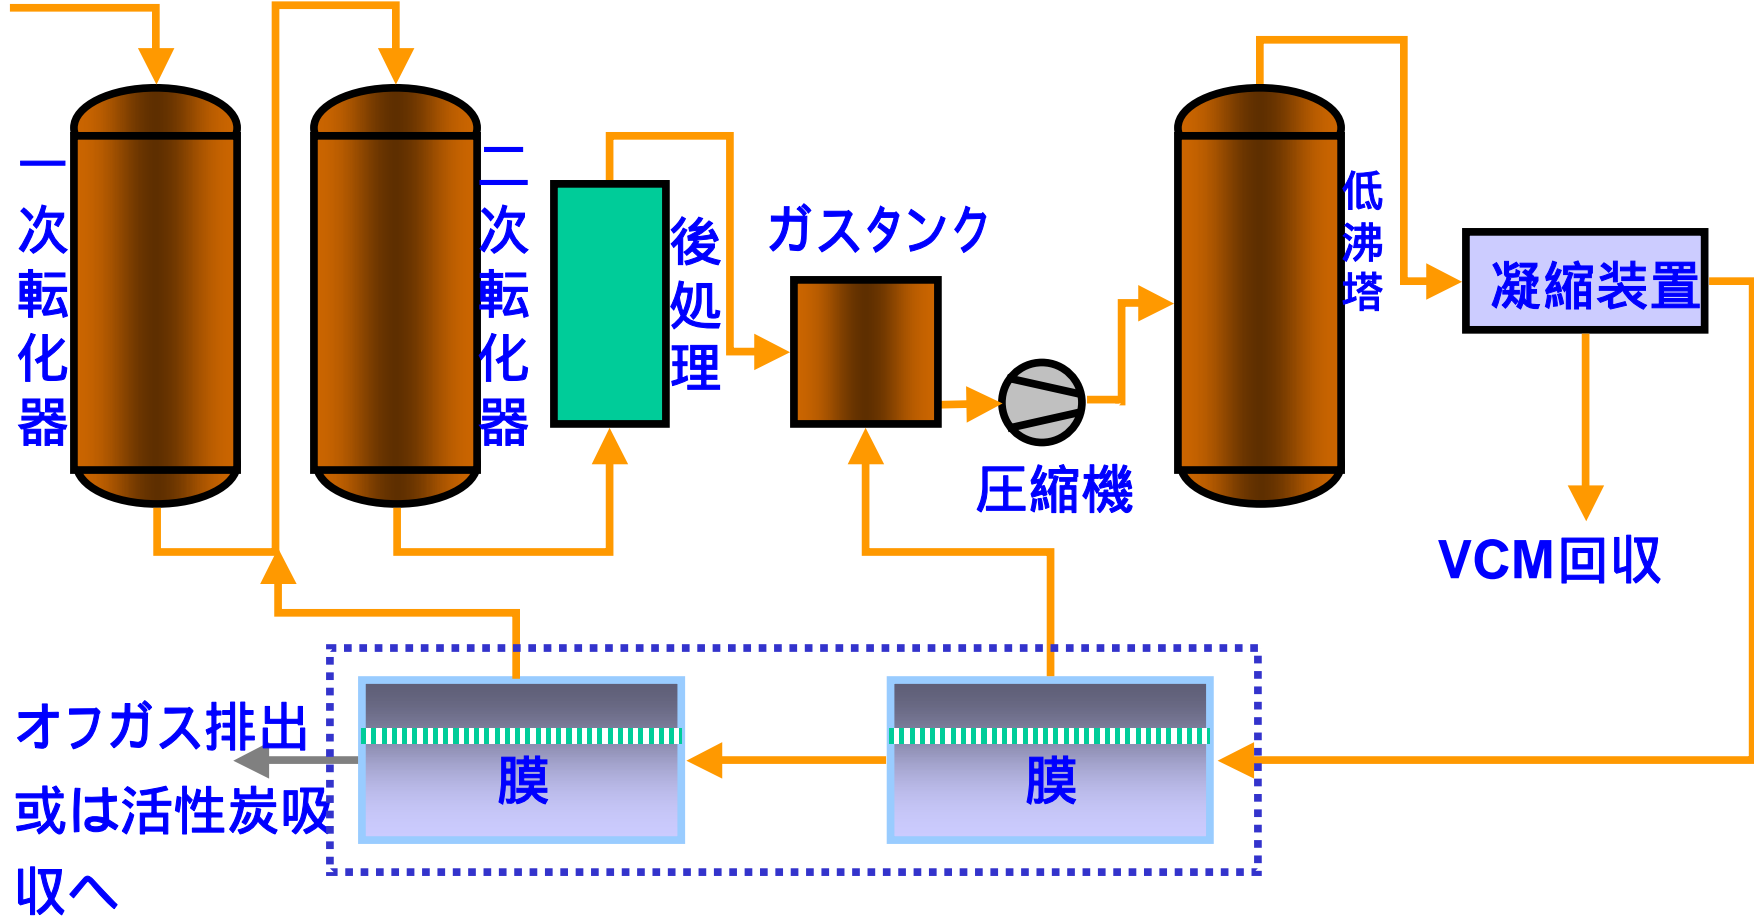 一次転化器
二次転化器
後処理
ガスタンク
圧縮機
低沸塔
凝縮装置
VCM回収
膜
膜
オフガス排出
或は活性炭吸
収へ